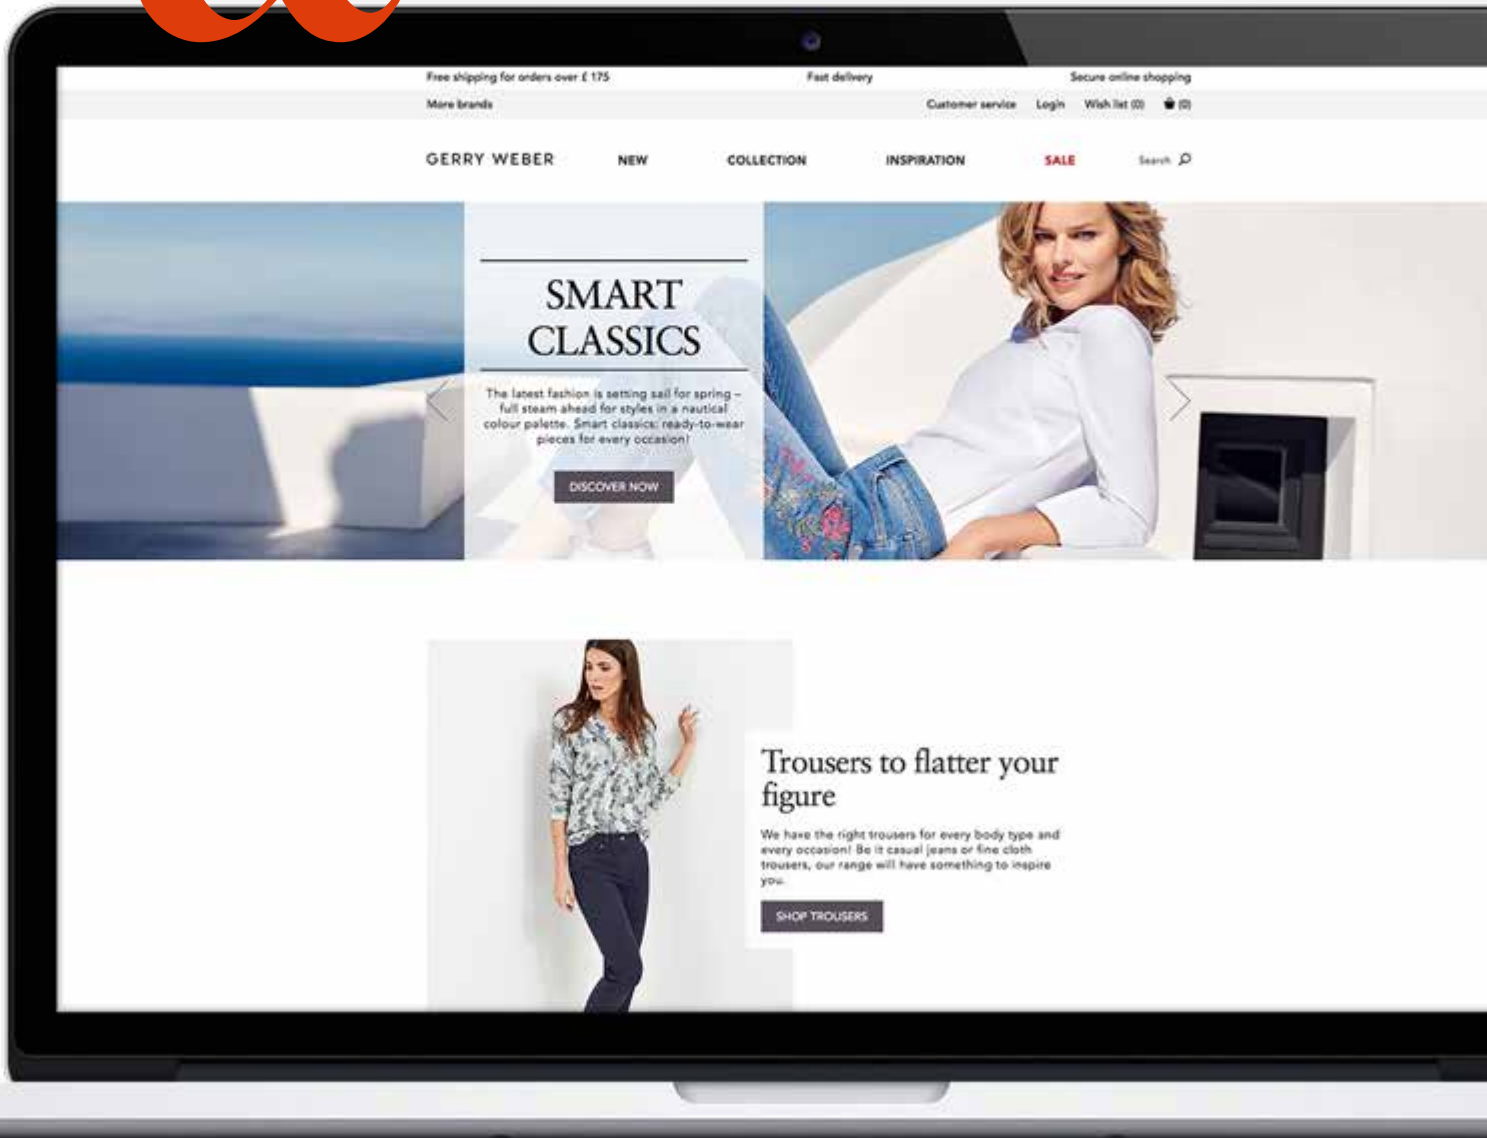 Free shipping for orders over £ 175
Fast delivery
Secure online shopping
More brands
Customer service
Login
Wish list (0)
(0)
GERRY WEBER
NEW
COLLECTION
INSPIRATION
SALE
Search
SMART
CLASSICS
The latest fashion is setting sail for spring –
full steam ahead for styles in a nautical
colour palette. Smart classics: ready-to-wear
pieces for every occasion!
DISCOVER NOW
Trousers to flatter your
figure
We have the right trousers for every body type and
every occasion! Be it casual jeans or fine cloth
trousers, our range will have something to inspire
you.
SHOP TROUSERS